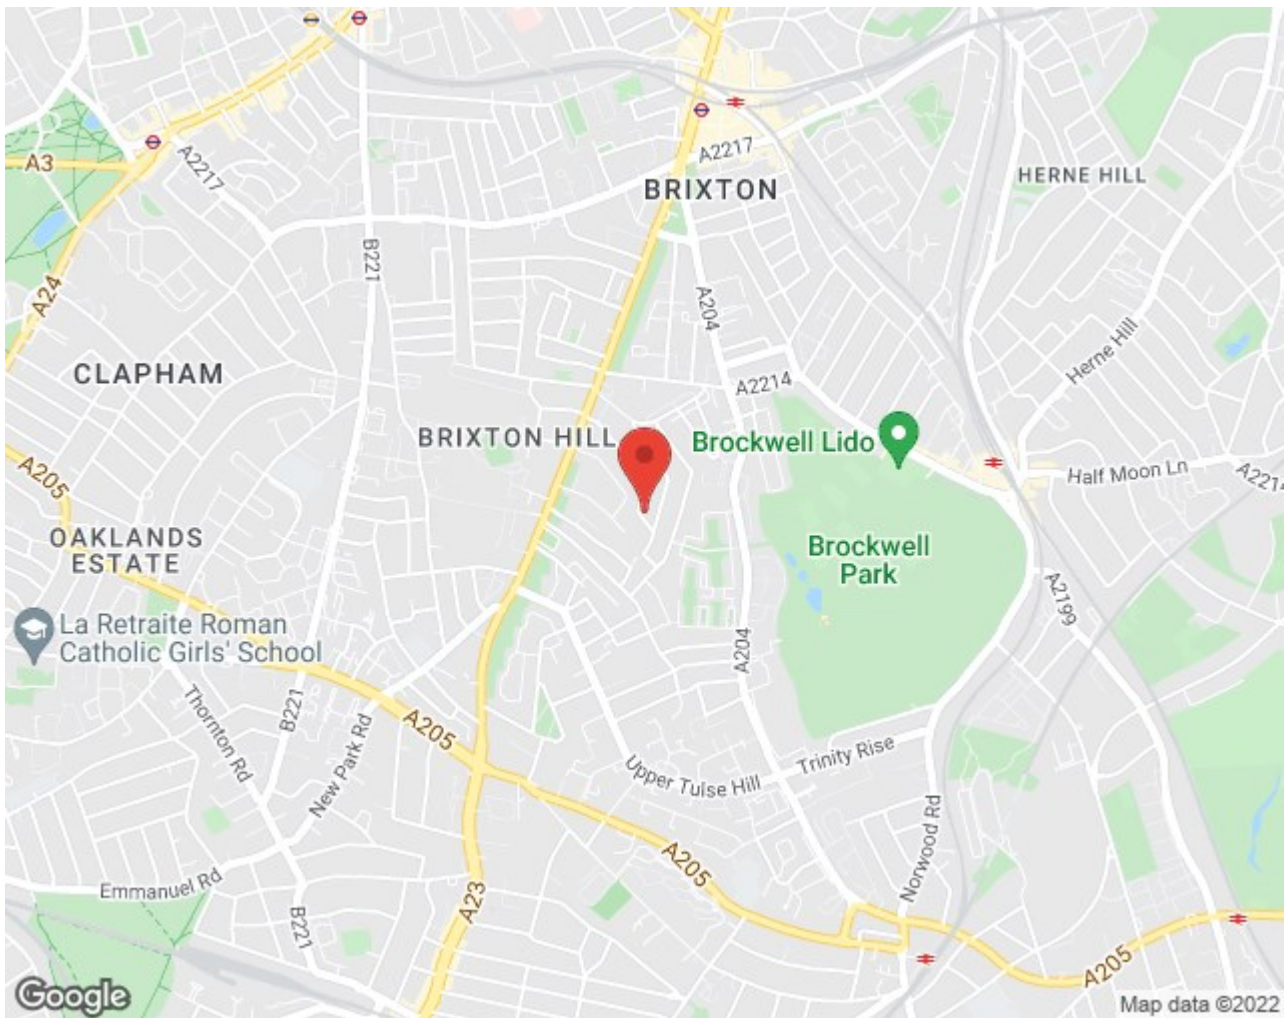 A3
A2217
A2217
BRIXTON
HERNE HILL
B221
A24
A204
Herne Hill
CLAPHAM
A2214
BRIXTON HILL
Brockwell Lido
A205
Half Moon Ln
A2214
OAKLANDS
ESTATE
Brockwell
Park
A2199
La Retraite Roman
Catholic Girls' School
A204
Thornton Rd
B221
New Park Rd
A205
Upper Tulse Hill
Trinity Rise
Norwood Rd
A205
Emmanuel Rd
A23
B221
A205
Google
Map data ©2022